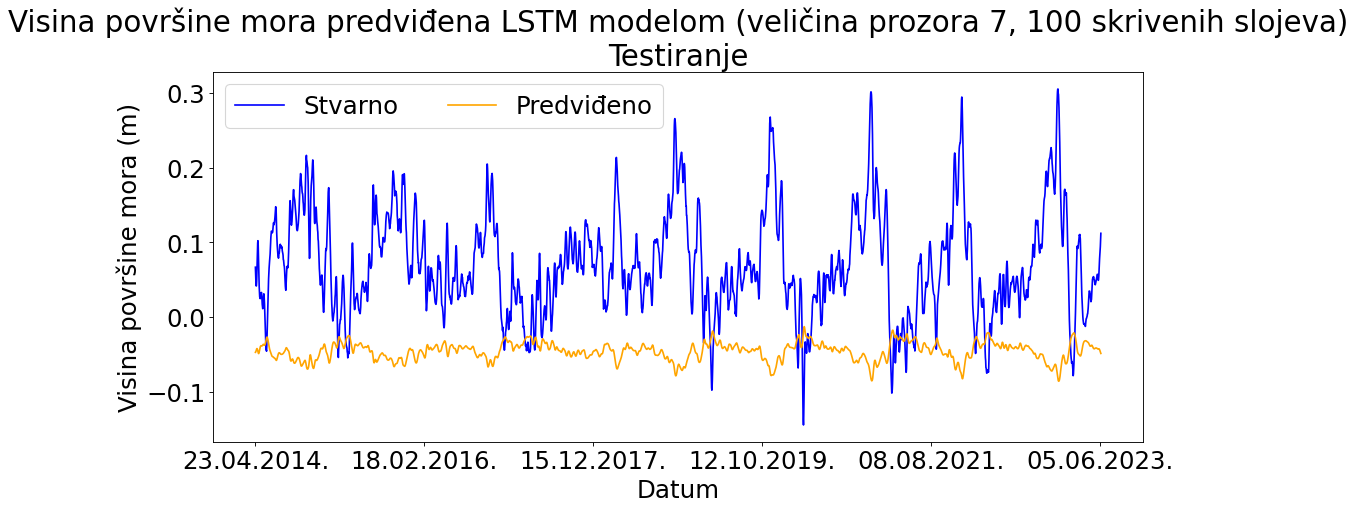 Visina površine mora predviđena LSTM modelom (veličina prozora 7, 100 skrivenih slojeva)
Testiranje
Stvarno
Predviđeno
Visina površine mora (m)
0.3
0.2
0.1
0.0
−0.1
23.04.2014.
18.02.2016.
15.12.2017.
12.10.2019.
08.08.2021.
05.06.2023.
Datum